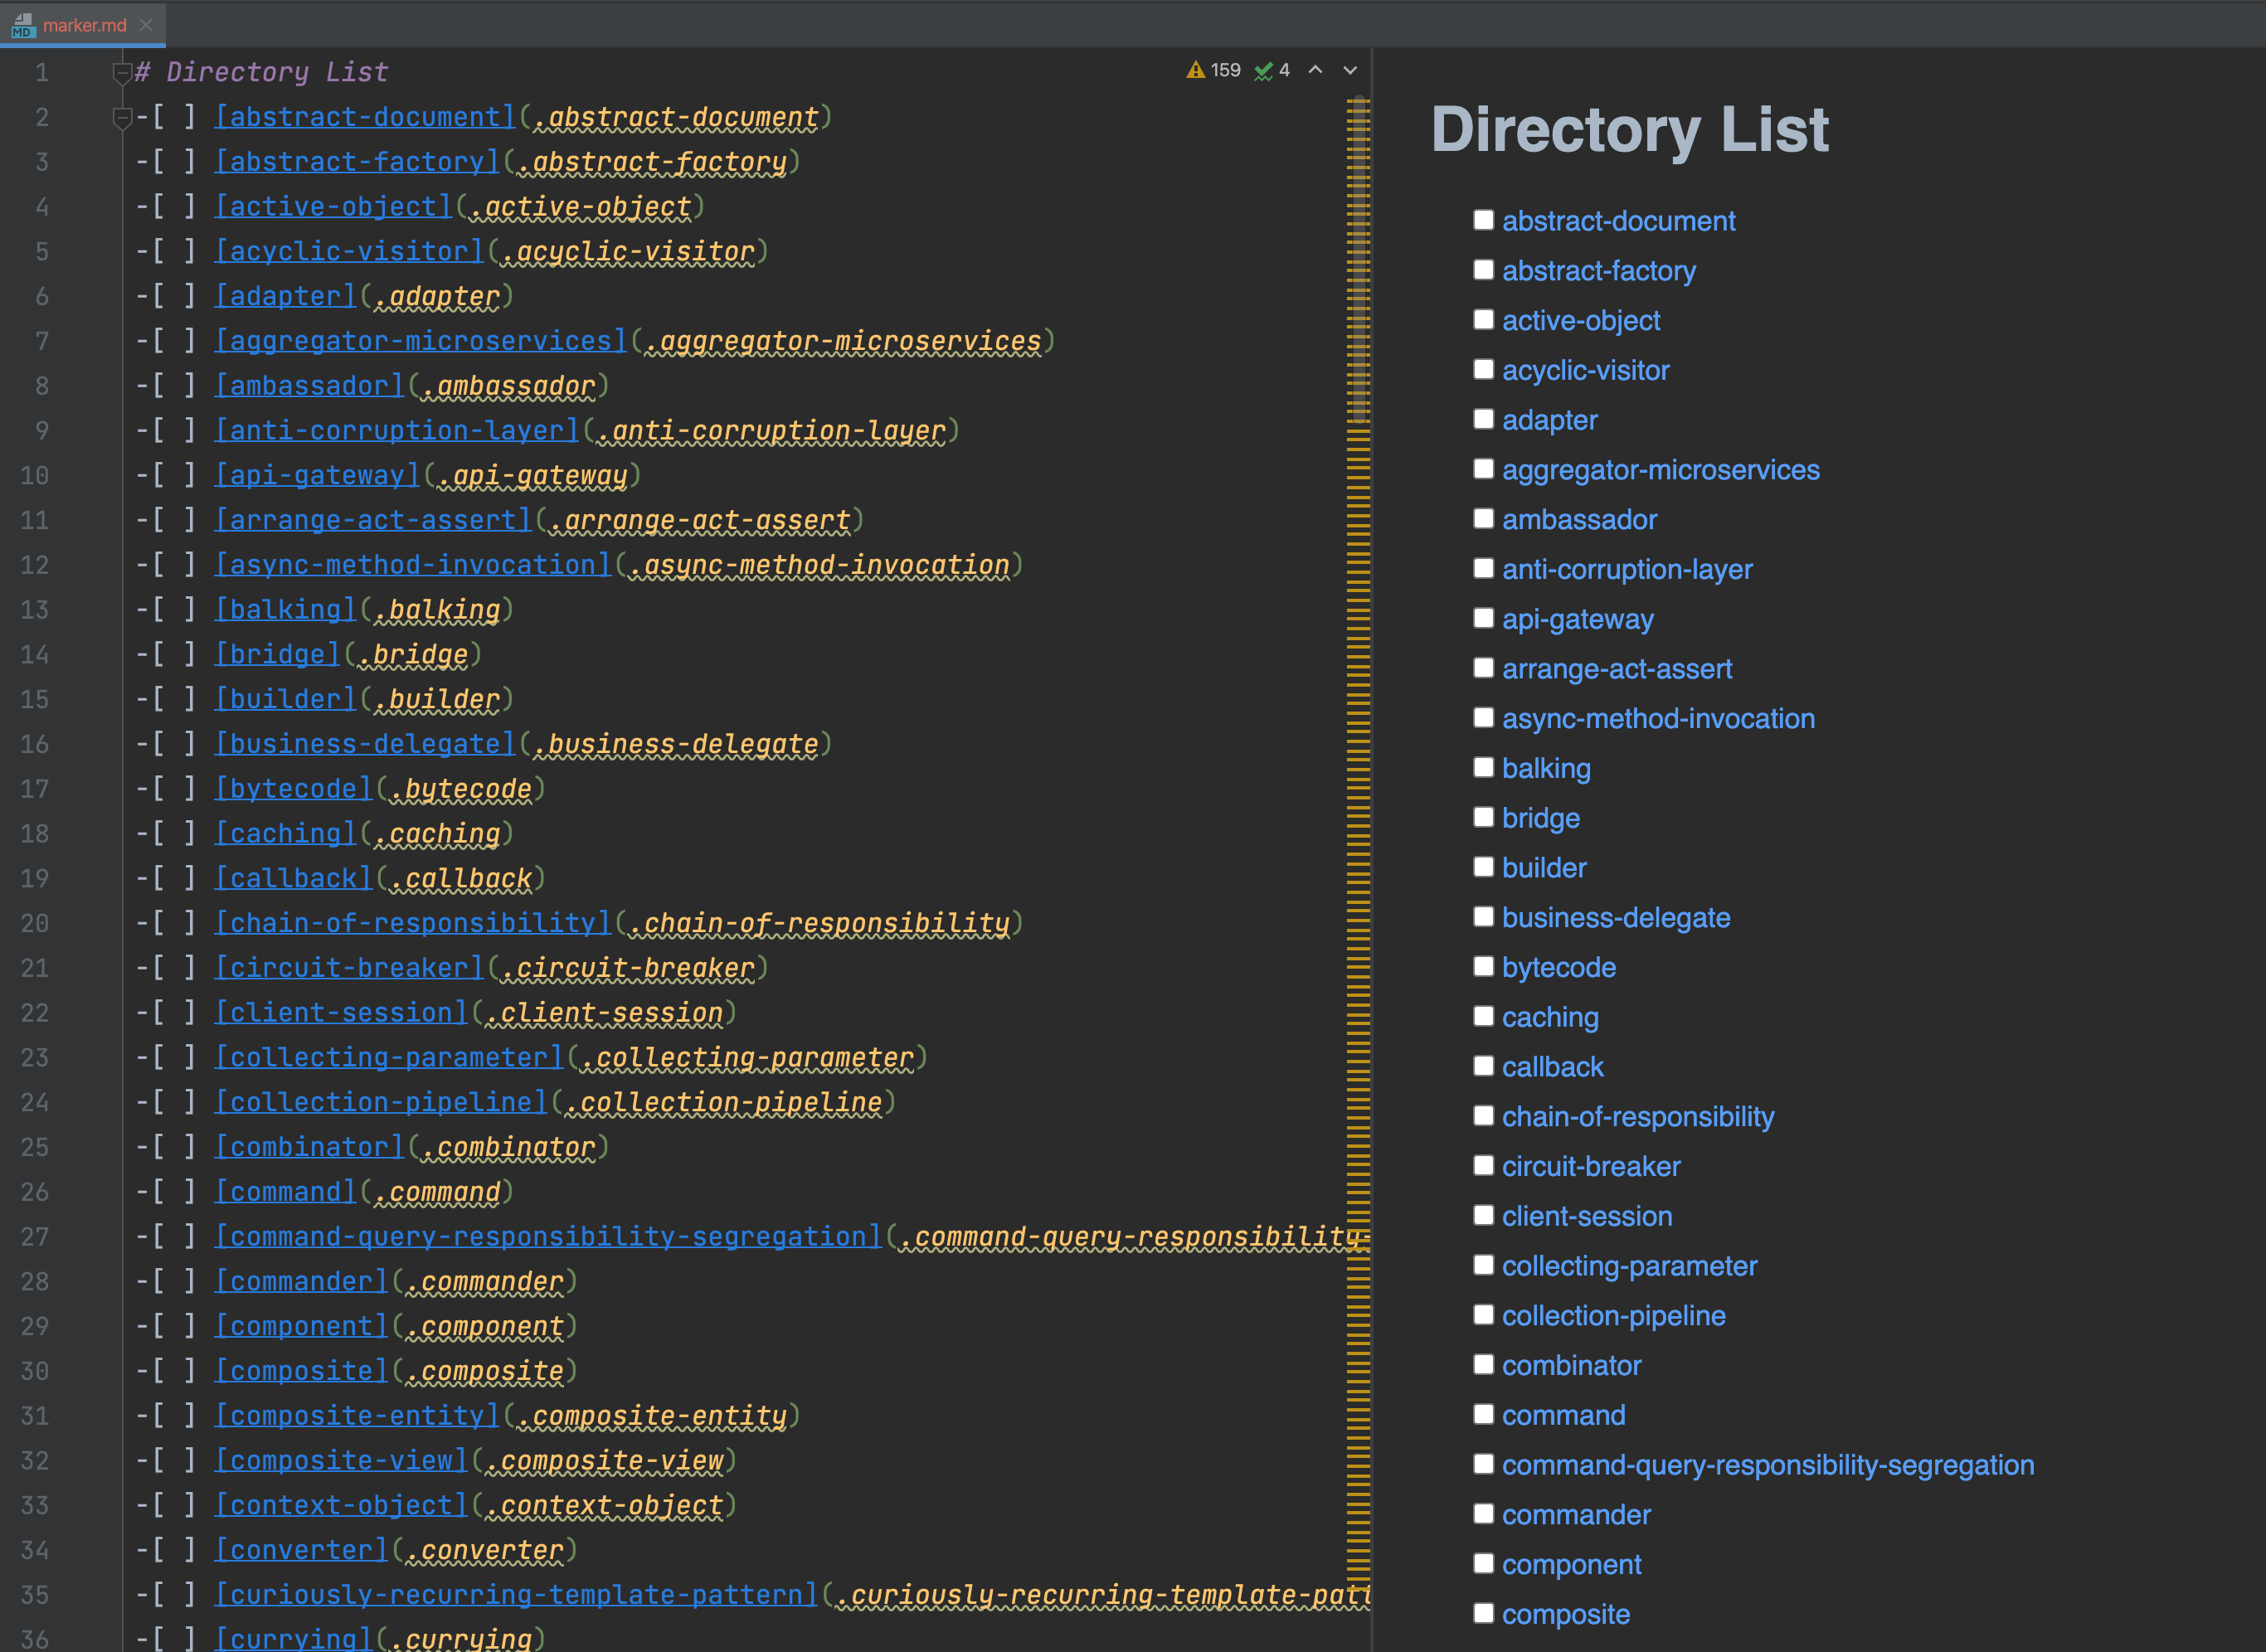 MD marker.md
159 4
1 # Directory List
2 -[ ] [abstract-document](.abstract-document)
3 -[ ] [abstract-factory](.abstract-factory)
4 -[ ] [active-object](.active-object)
5 -[ ] [acyclic-visitor](.acyclic-visitor)
6 -[ ] [adapter](.adapter)
7 -[ ] [aggregator-microservices](.aggregator-microservices)
8 -[ ] [ambassador](.ambassador)
9 -[ ] [anti-corruption-layer](.anti-corruption-layer)
10 -[ ] [api-gateway](.api-gateway)
11 -[ ] [arrange-act-assert](.arrange-act-assert)
12 -[ ] [async-method-invocation](.async-method-invocation)
13 -[ ] [balking](.balking)
14 -[ ] [bridge](.bridge)
15 -[ ] [builder](.builder)
16 -[ ] [business-delegate](.business-delegate)
17 -[ ] [bytecode](.bytecode)
18 -[ ] [caching](.caching)
19 -[ ] [callback](.callback)
20 -[ ] [chain-of-responsibility](.chain-of-responsibility)
21 -[ ] [circuit-breaker](.circuit-breaker)
22 -[ ] [client-session](.client-session)
23 -[ ] [collecting-parameter](.collecting-parameter)
24 -[ ] [collection-pipeline](.collection-pipeline)
25 -[ ] [combinator](.combinator)
26 -[ ] [command](.command)
27 -[ ] [command-query-responsibility-segregation](.command-query-responsibility-
28 -[ ] [commander](.commander)
29 -[ ] [component](.component)
30 -[ ] [composite](.composite)
31 -[ ] [composite-entity](.composite-entity)
32 -[ ] [composite-view](.composite-view)
33 -[ ] [context-object](.context-object)
34 -[ ] [converter](.converter)
35 -[ ] [curiously-recurring-template-pattern](.curiously-recurring-template-patt
36 -[ ] [currying](.currying)
Directory List
abstract-document
abstract-factory
active-object
acyclic-visitor
adapter
aggregator-microservices
ambassador
anti-corruption-layer
api-gateway
arrange-act-assert
async-method-invocation
balking
bridge
builder
business-delegate
bytecode
caching
callback
chain-of-responsibility
circuit-breaker
client-session
collecting-parameter
collection-pipeline
combinator
command
command-query-responsibility-segregation
commander
component
composite